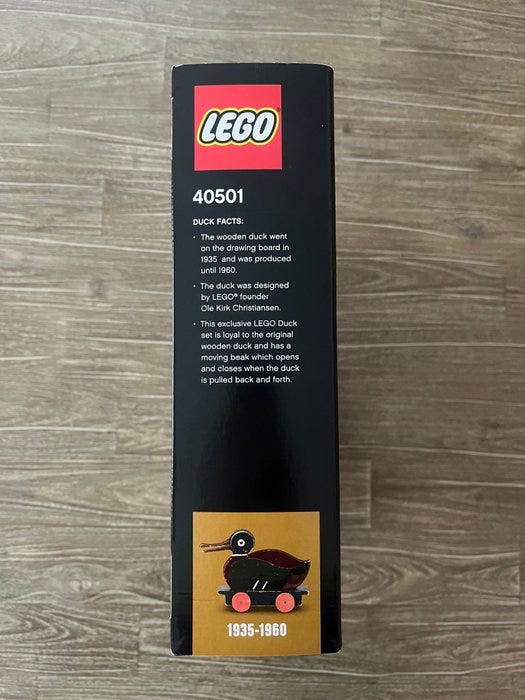 LEGO®
40501
DUCK FACTS:
• The wooden duck went
on the drawing board in
1935 and was produced
until 1960.
• The duck was designed
by LEGO® founder
Ole Kirk Christiansen.
• This exclusive LEGO Duck
set is loyal to the original
wooden duck and has a
moving beak which opens
and closes when the duck
is pulled back and forth.
1935-1960